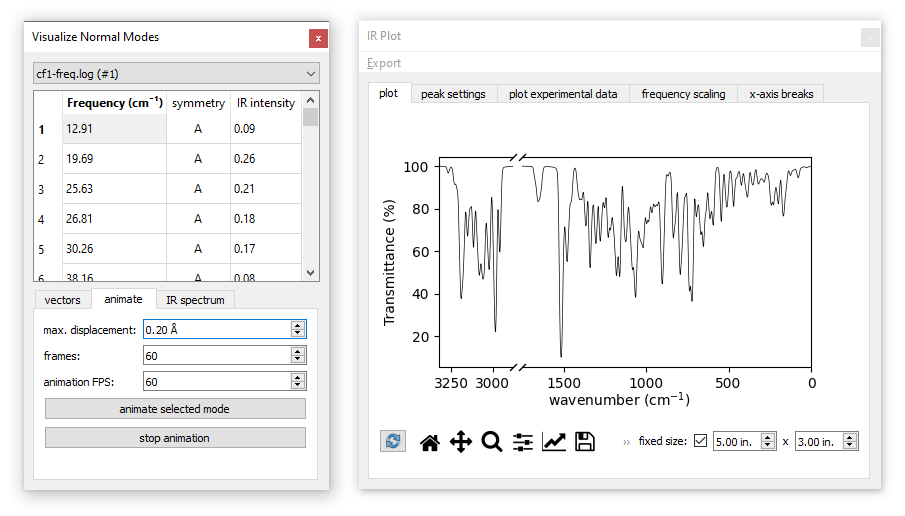 Visualize Normal Modes
x
cf1-freq.log (#1)
Frequency (cm⁻¹) symmetry IR intensity
1 12.91 A 0.09
2 19.69 A 0.26
3 25.63 A 0.21
4 26.81 A 0.18
5 30.26 A 0.17
6 38.16 A 0.08
vectors animate IR spectrum
max. displacement: 0.20 Å
frames: 60
animation FPS: 60
animate selected mode
stop animation
IR Plot
x
Export
plot peak settings plot experimental data frequency scaling x-axis breaks
Transmittance (%)
100
80
60
40
20
3250 3000 1500 1000 500 0
wavenumber (cm⁻¹)
» fixed size: 5.00 in. x 3.00 in.